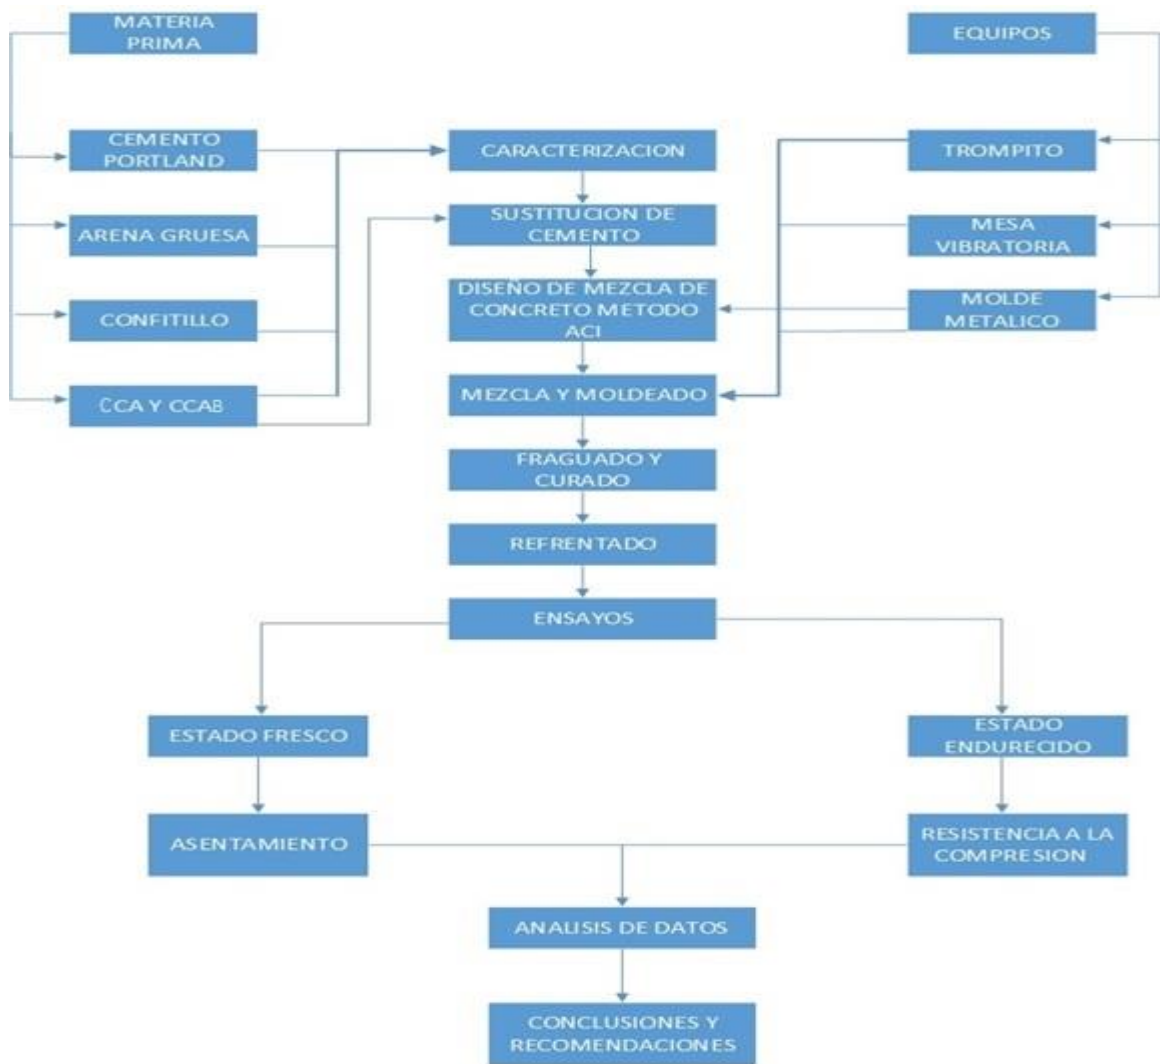 MATERIA
PRIMA
EQUIPOS
CEMENTO
PORTLAND
CARACTERIZACION
TROMPITO
ARENA GRUESA
SUSTITUCION DE
CEMENTO
MESA
VIBRATORIA
CONFITILLO
DISEÑO DE MEZCLA DE
CONCRETO METODO
ACI
MOLDE
METALICO
CCA Y CCAB
MEZCLA Y MOLDEADO
FRAGUADO Y
CURADO
REFRENTADO
ENSAYOS
ESTADO FRESCO
ESTADO
ENDURECIDO
ASENTAMIENTO
RESISTENCIA A LA
COMPRESION
ANALISIS DE DATOS
CONCLUSIONES Y
RECOMENDACIONES